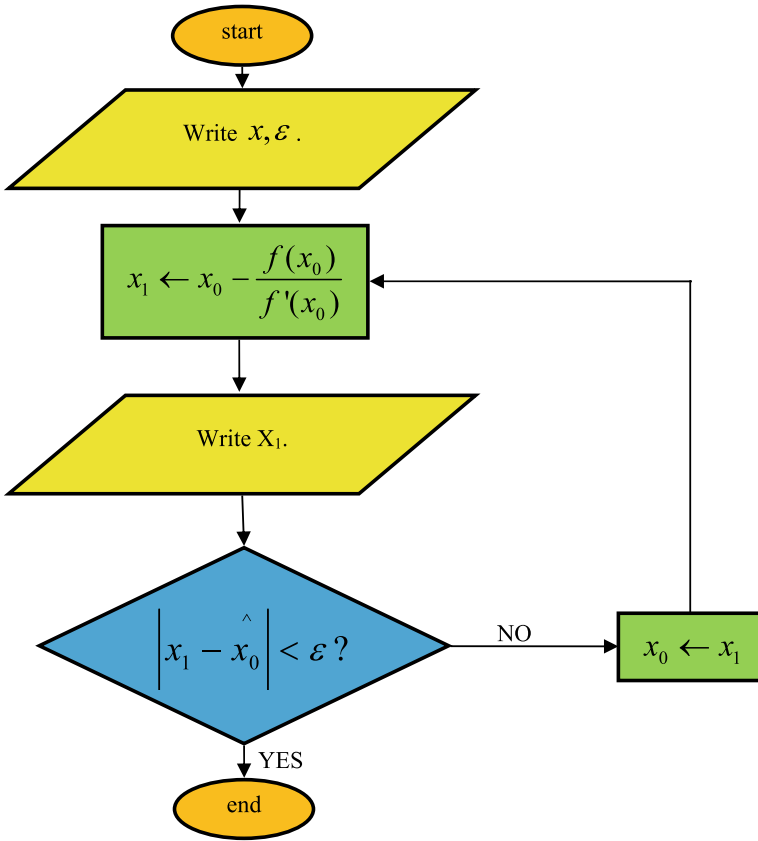 start
Write x, ε .
x₁ ← x₀ − f(x₀) / f'(x₀)
Write X₁.
|x₁ − x̂₀| < ε ?
NO
x₀ ← x₁
YES
end